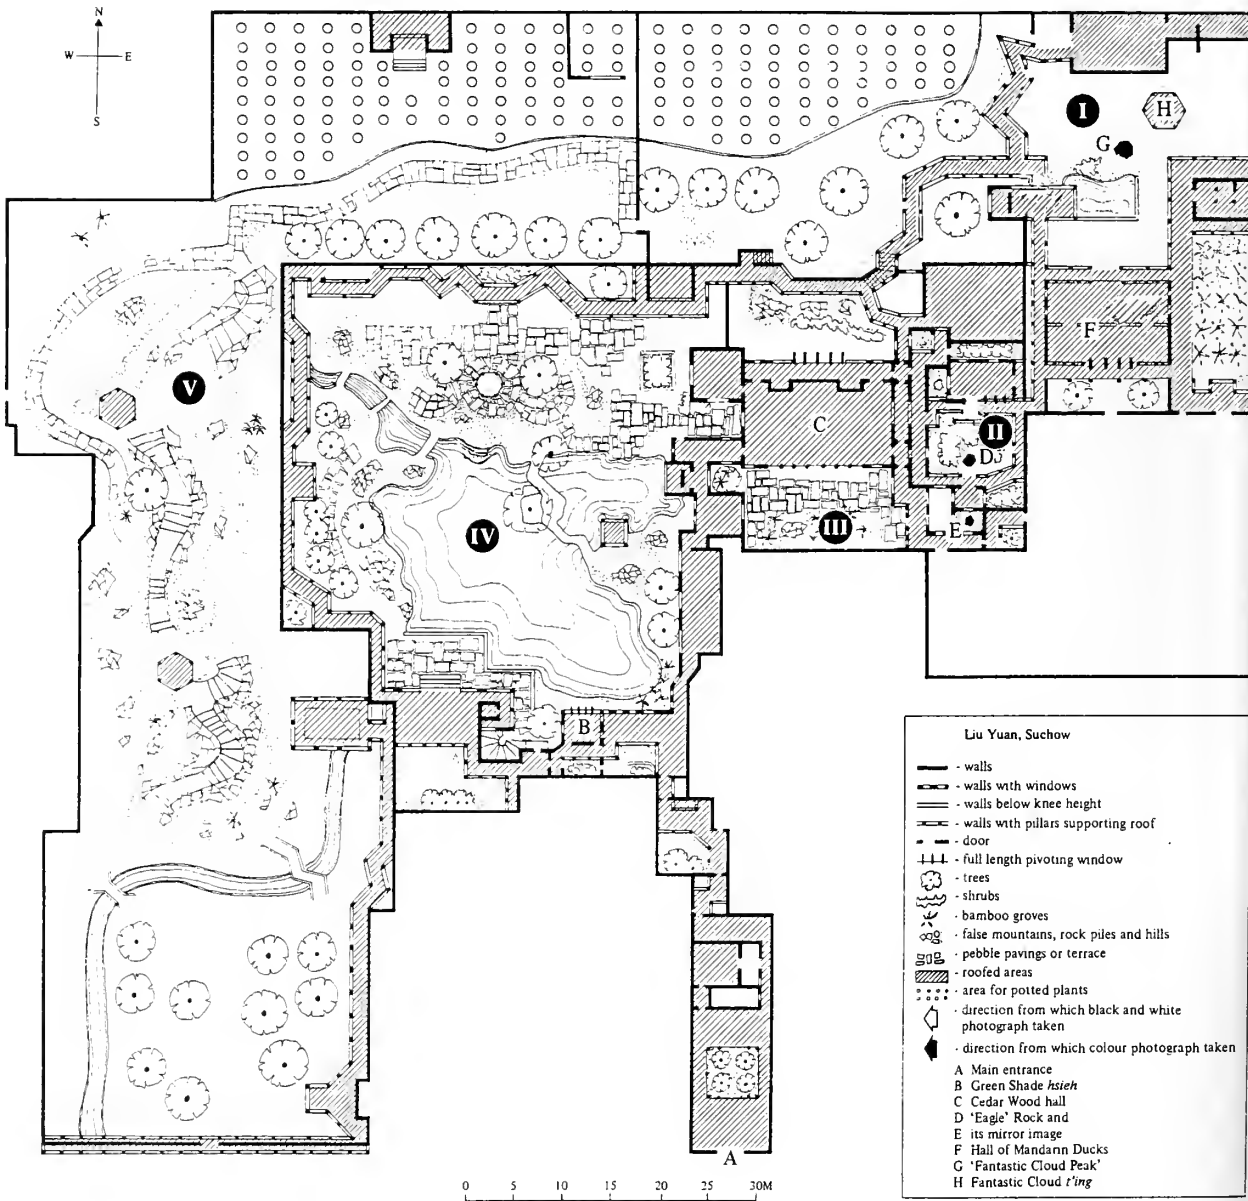 N
W E
S
I
H
G
F
V
C
II
D
III
E
IV
B
A
0 5 10 15 20 25 30M
Liu Yuan, Suchow
- walls
- walls with windows
- walls below knee height
- walls with pillars supporting roof
- door
- full length pivoting window
- trees
- shrubs
- bamboo groves
- false mountains, rock piles and hills
- pebble pavings or terrace
- roofed areas
- area for potted plants
- direction from which black and white
photograph taken
- direction from which colour photograph taken
A Main entrance
B Green Shade hsieh
C Cedar Wood hall
D 'Eagle' Rock and
E its mirror image
F Hall of Mandarin Ducks
G 'Fantastic Cloud Peak'
H Fantastic Cloud t'ing